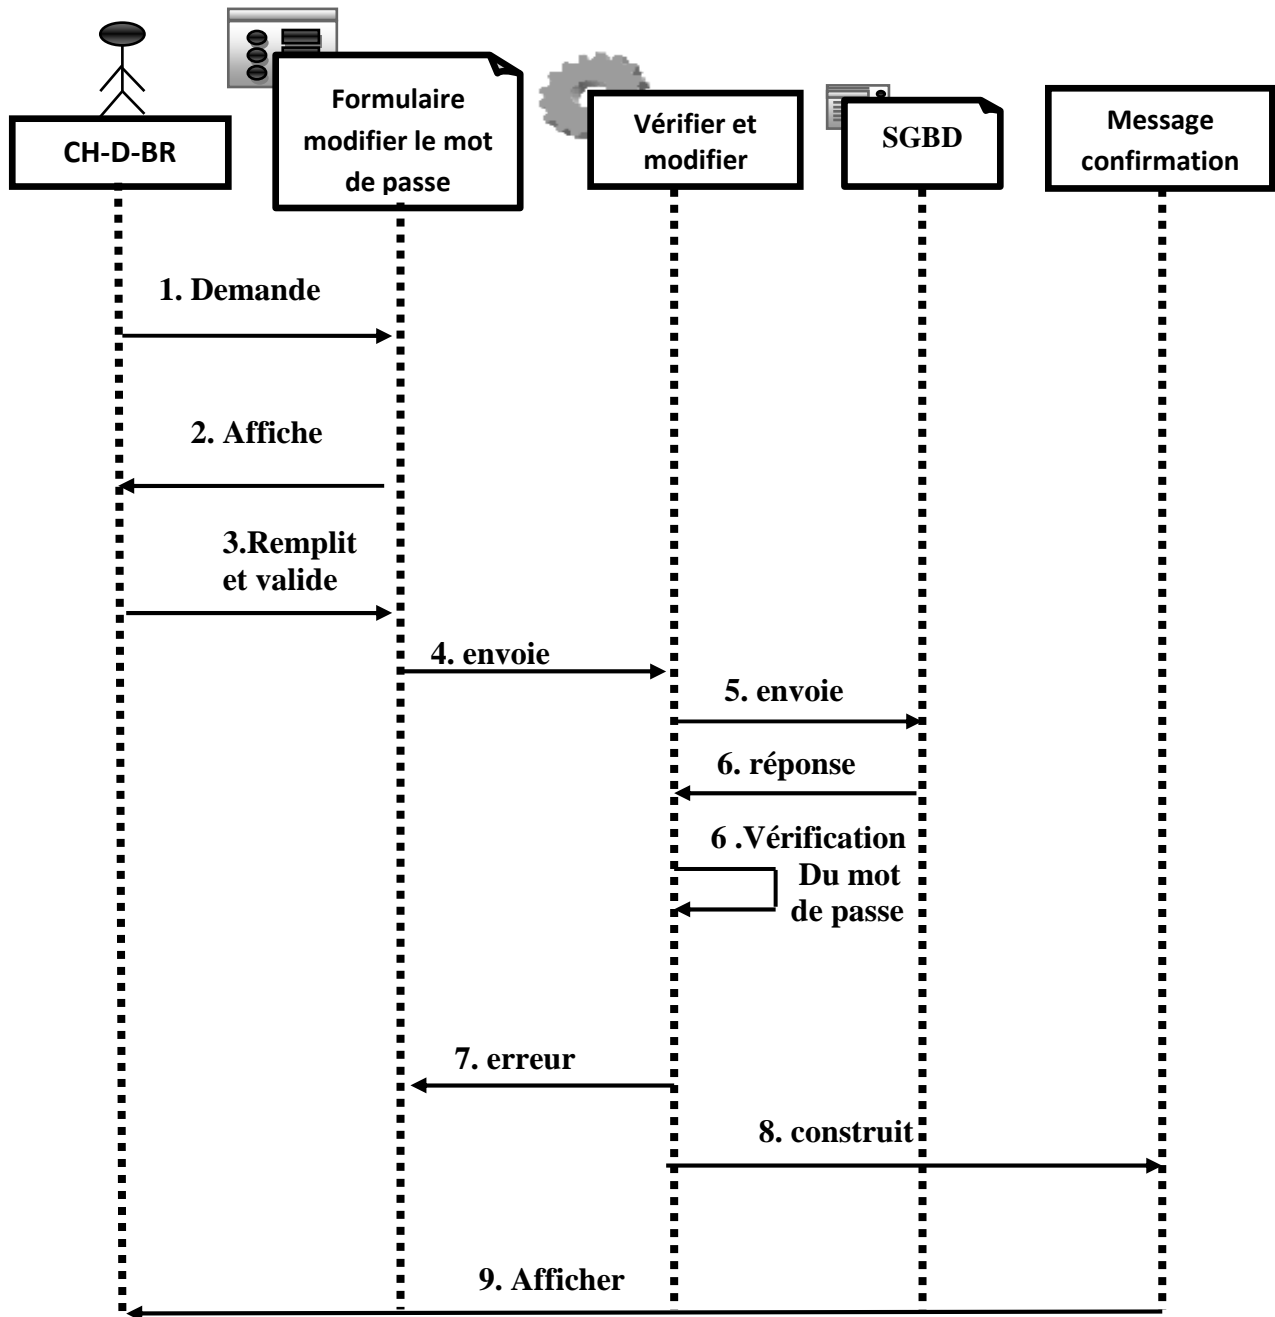 CH-D-BR
Formulaire
modifier le mot
de passe
Vérifier et
modifier
SGBD
Message
confirmation
1. Demande
2. Affiche
3.Remplit
et valide
4. envoie
5. envoie
6. réponse
6 .Vérification
Du mot
de passe
7. erreur
8. construit
9. Afficher